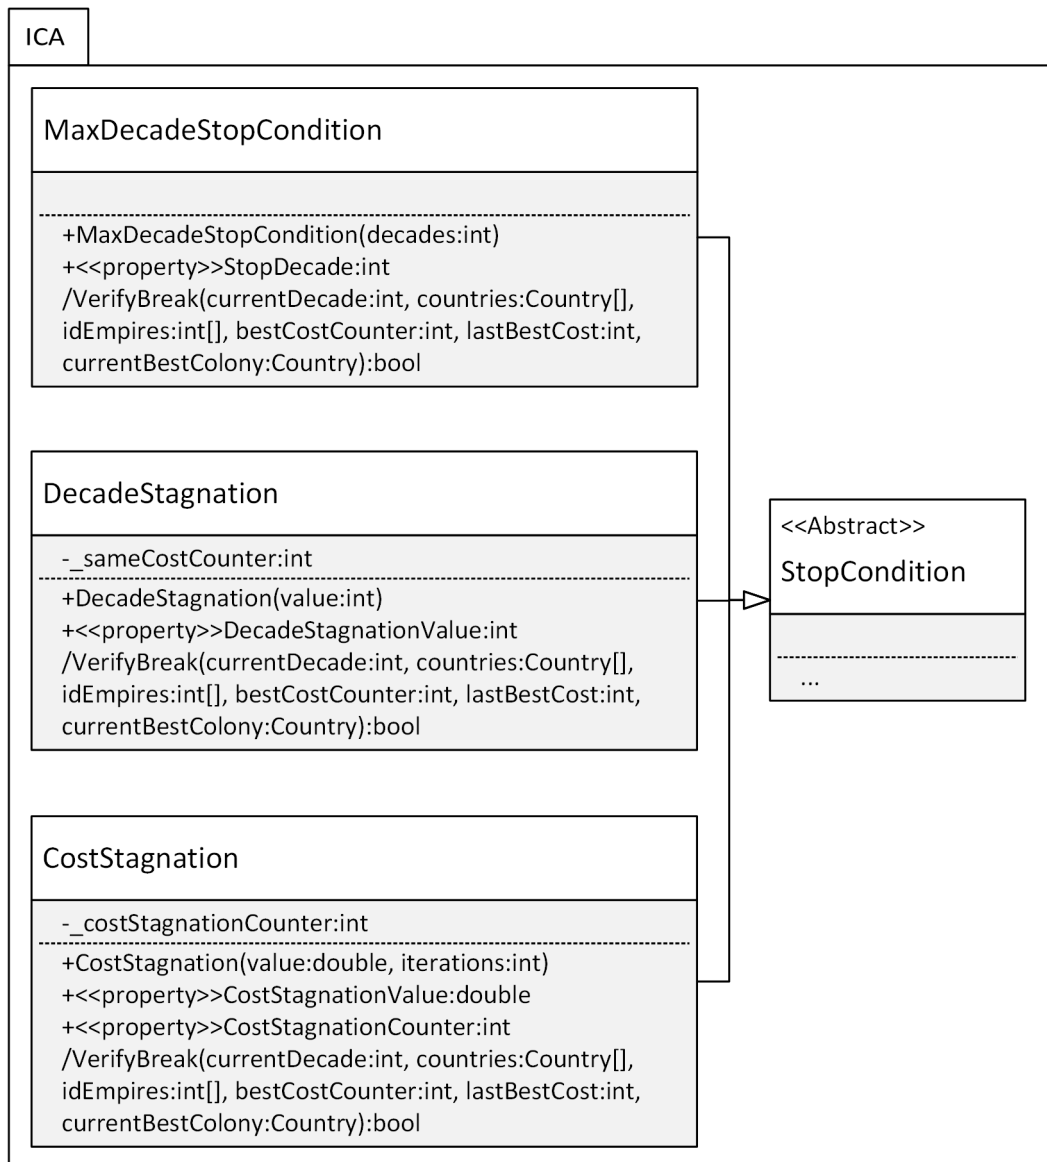 ICA
MaxDecadeStopCondition
+MaxDecadeStopCondition(decades:int)
+<<property>>StopDecade:int
/VerifyBreak(currentDecade:int, countries:Country[],
idEmpires:int[], bestCostCounter:int, lastBestCost:int,
currentBestColony:Country):bool
DecadeStagnation
-_sameCostCounter:int
+DecadeStagnation(value:int)
+<<property>>DecadeStagnationValue:int
/VerifyBreak(currentDecade:int, countries:Country[],
idEmpires:int[], bestCostCounter:int, lastBestCost:int,
currentBestColony:Country):bool
<<Abstract>>
StopCondition
...
CostStagnation
-_costStagnationCounter:int
+CostStagnation(value:double, iterations:int)
+<<property>>CostStagnationValue:double
+<<property>>CostStagnationCounter:int
/VerifyBreak(currentDecade:int, countries:Country[],
idEmpires:int[], bestCostCounter:int, lastBestCost:int,
currentBestColony:Country):bool